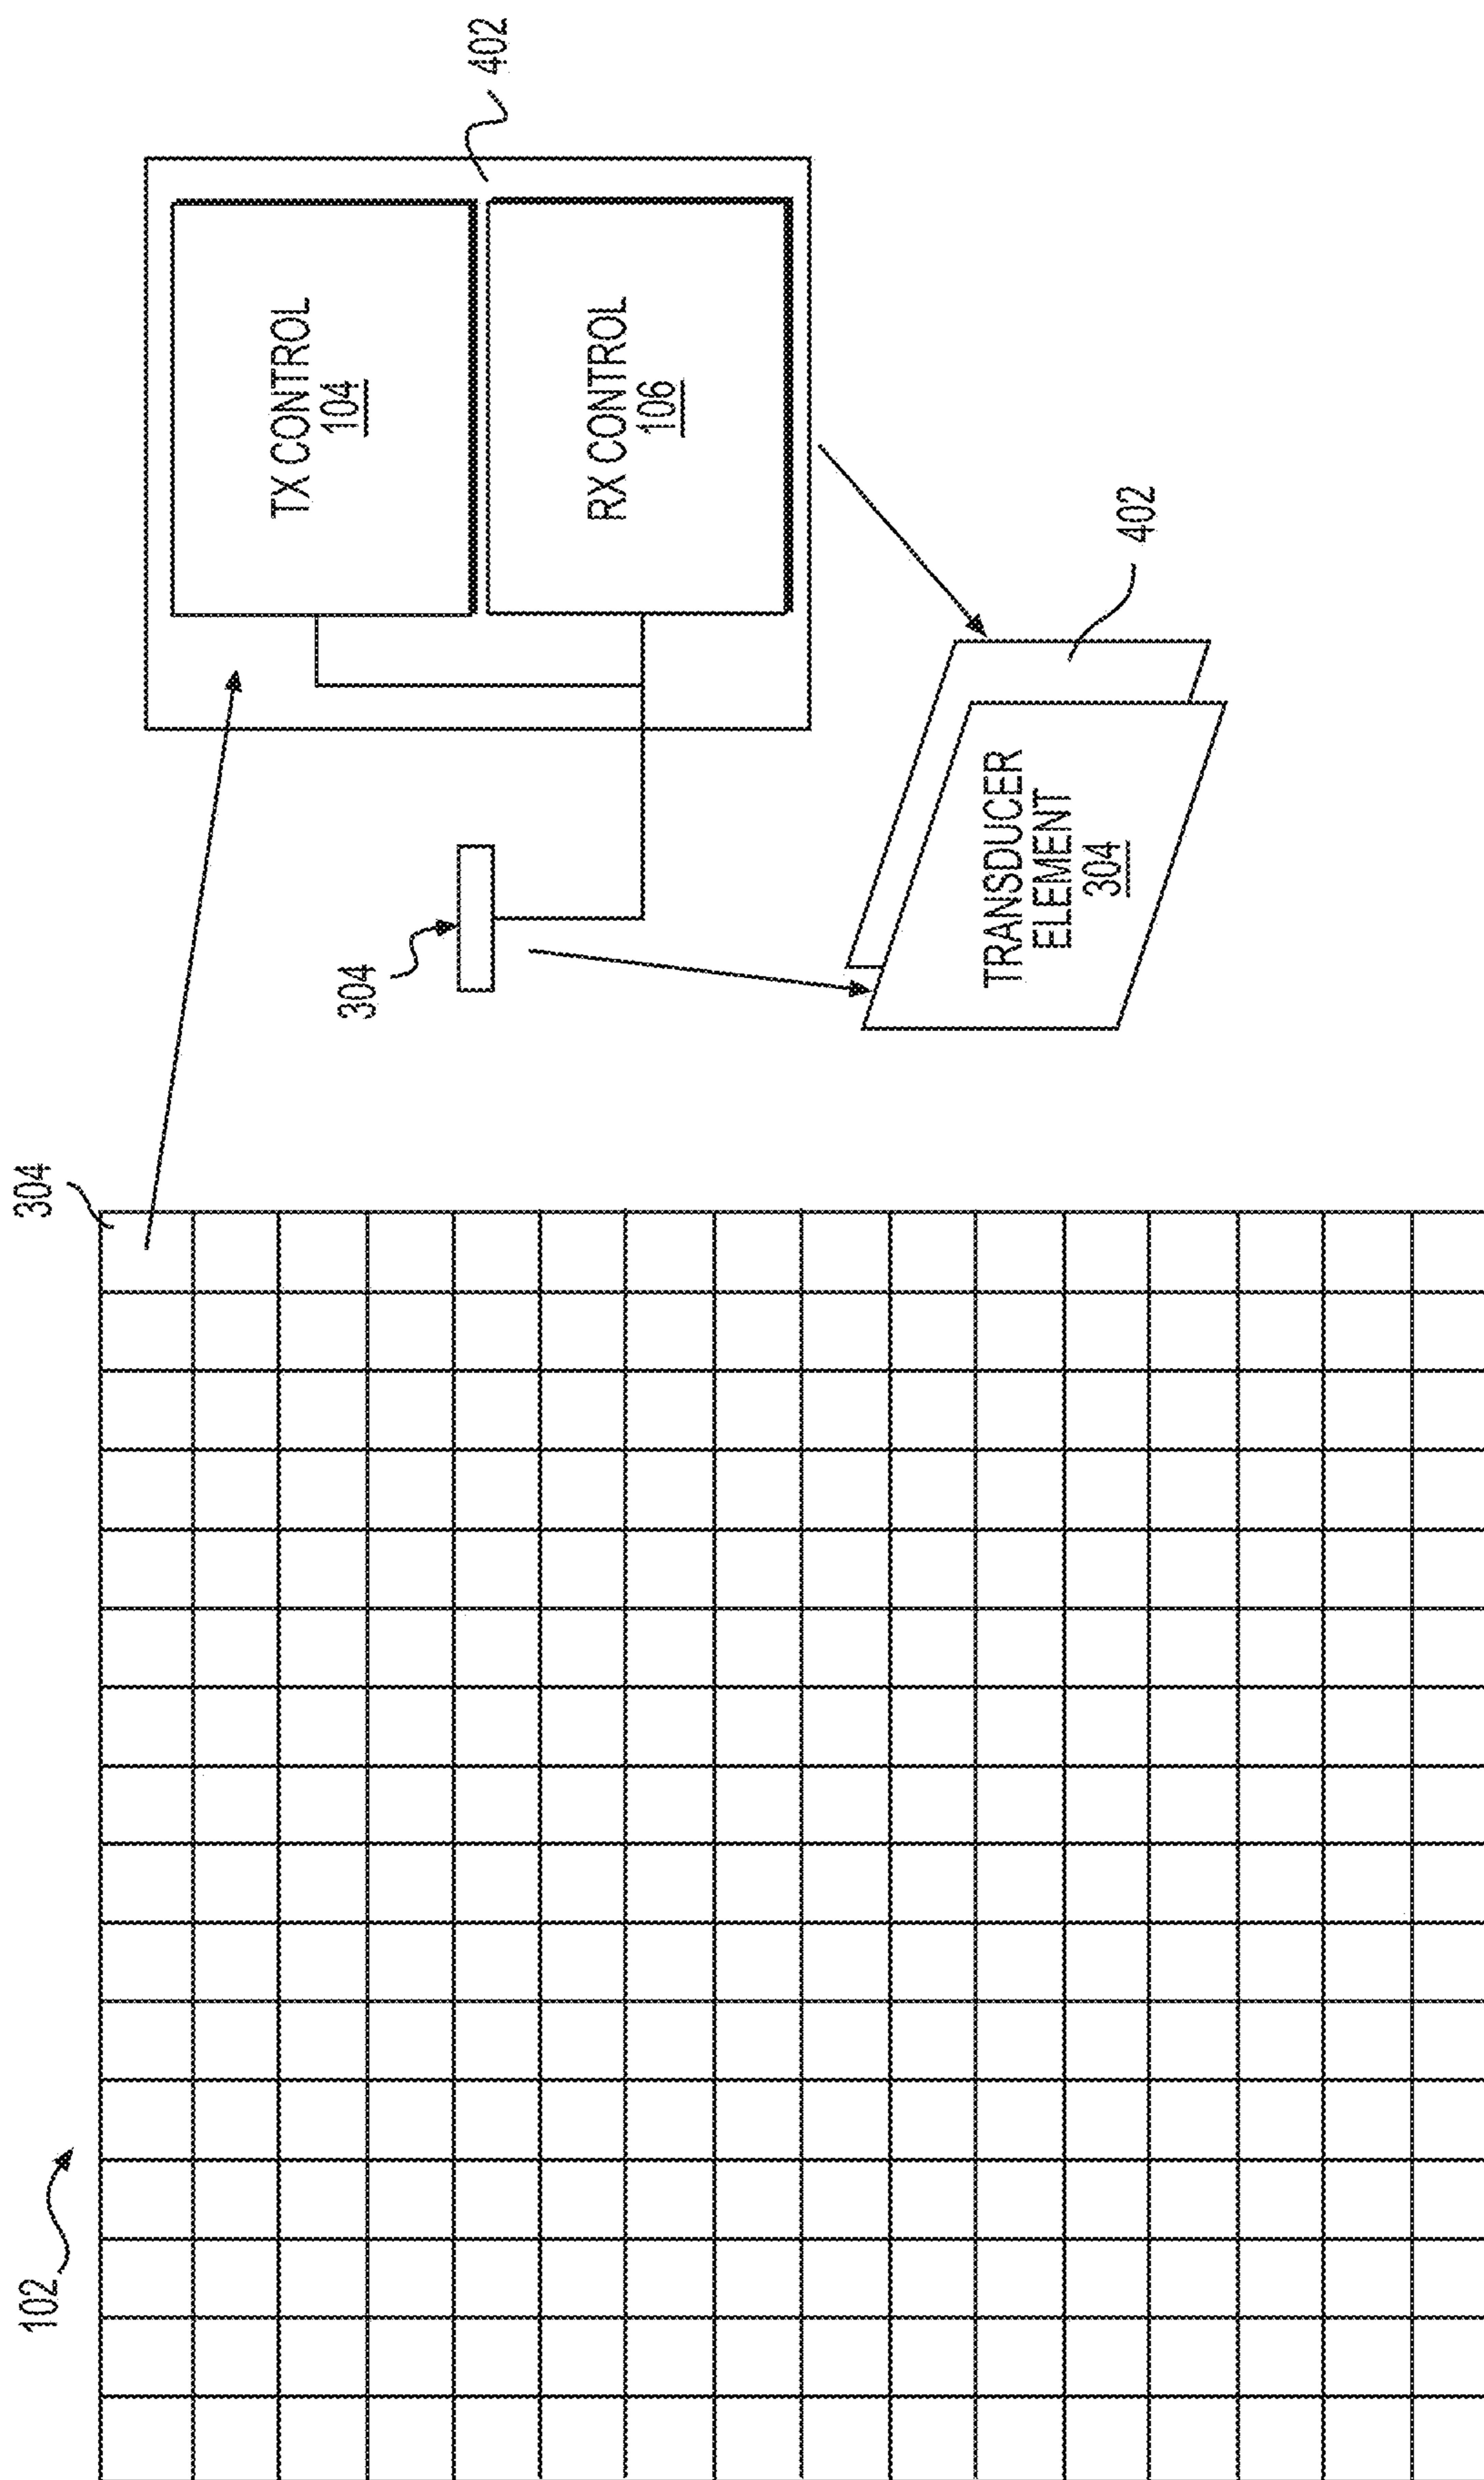 102
304
304
TX CONTROL
104
RX CONTROL
106
402
TRANSDUCER
ELEMENT
304
402